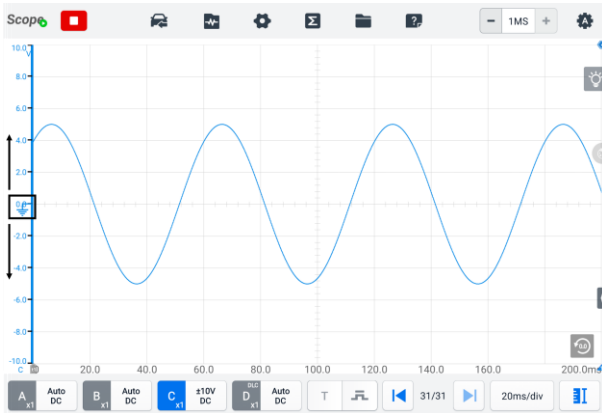 Scope
Σ
?
- 1MS +
A
10.0
V
8.0
6.0
4.0
2.0
0.0
-2.0
-4.0
-6.0
-8.0
-10.0
C
20.0 40.0 60.0 80.0 100.0 120.0 140.0 160.0 200.0ms
0.0
A x1 Auto DC
B x1 Auto DC
C x1 ±10V DC
DLC D x1 Auto DC
T
31/31
20ms/div